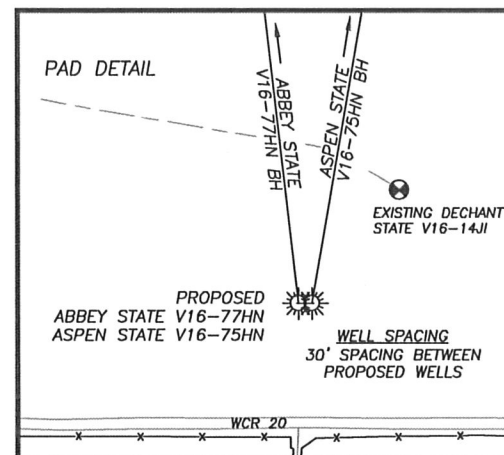 PAD DETAIL
ABBEY STATE
V16-77HN BH
ASPEN STATE
V16-75HN BH
EXISTING DECHANT
STATE V16-14JI
PROPOSED
ABBEY STATE V16-77HN
ASPEN STATE V16-75HN
WELL SPACING
30' SPACING BETWEEN
PROPOSED WELLS
WCR 20